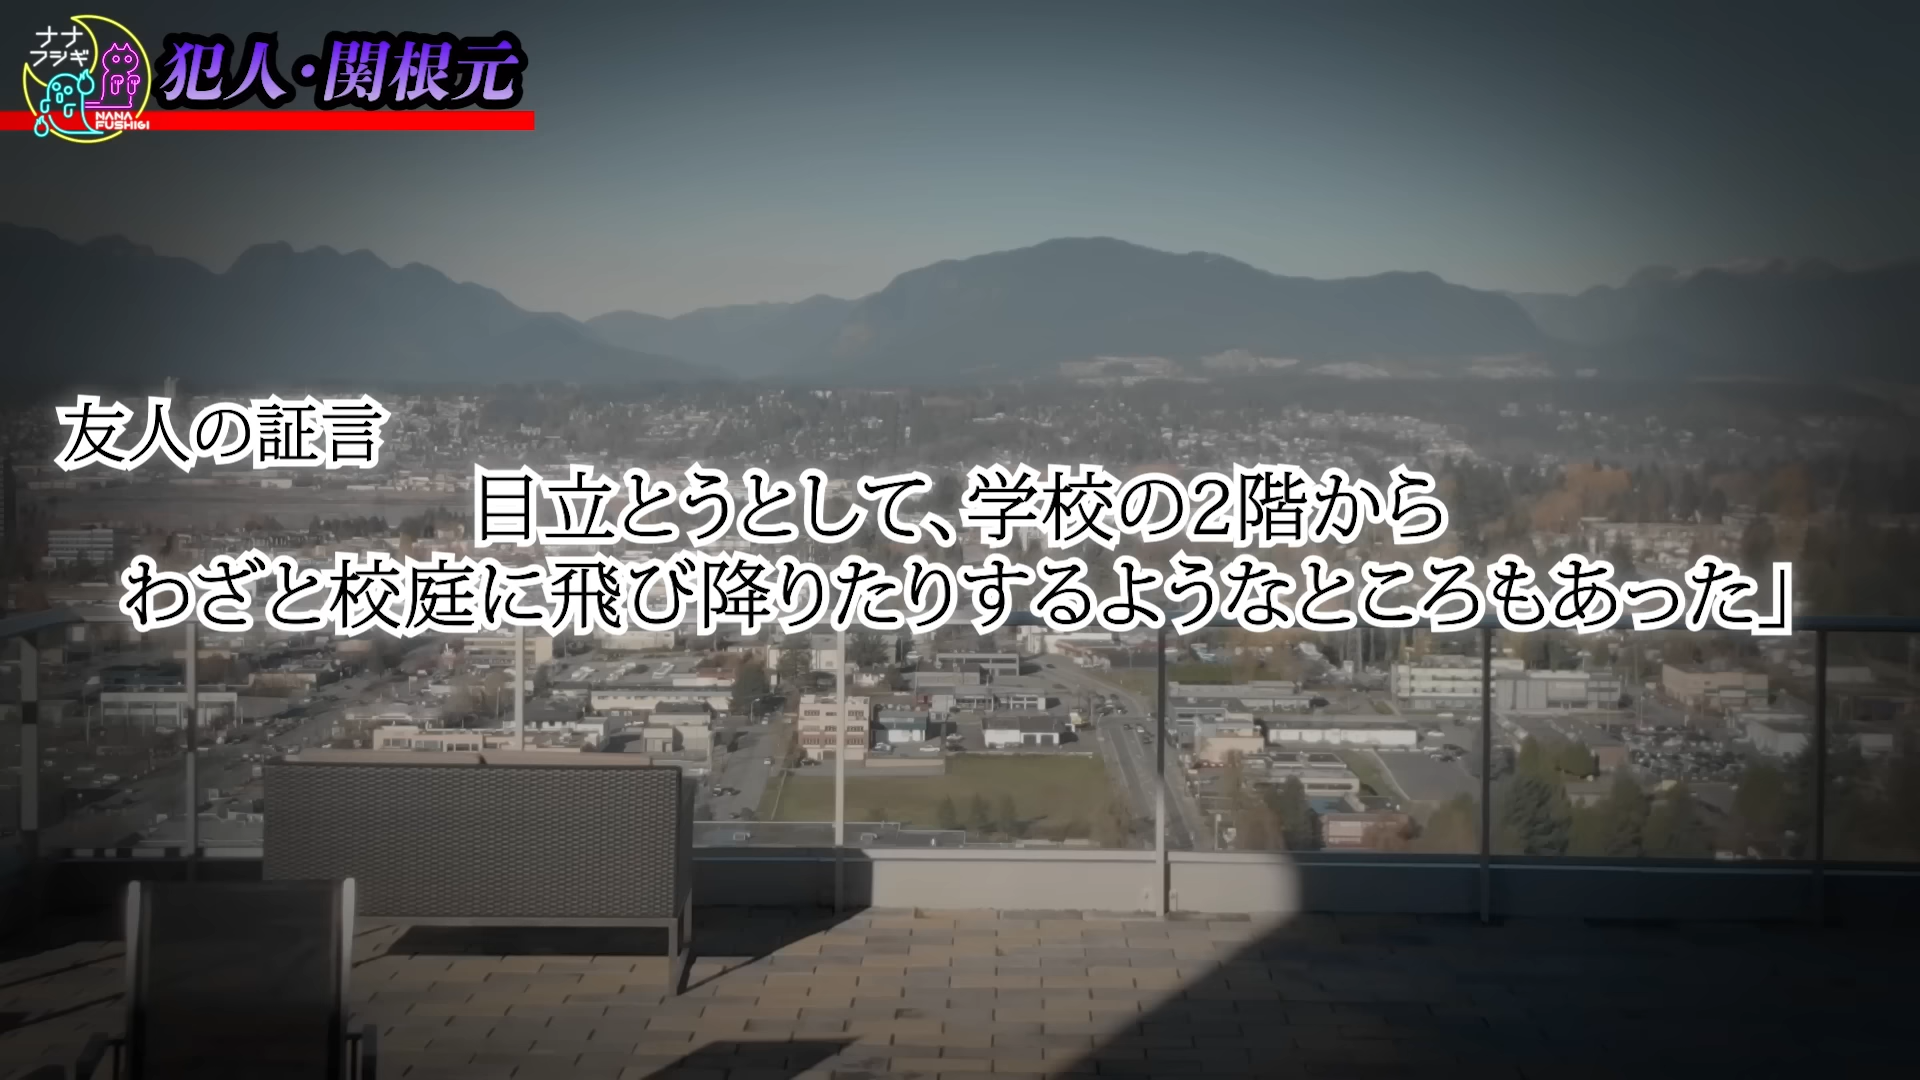 ナナ
フシギ
NANA
FUSHIGI
犯人・関根元
友人の証言
目立とうとして、学校の2階から
わざと校庭に飛び降りたりするようなところもあった」